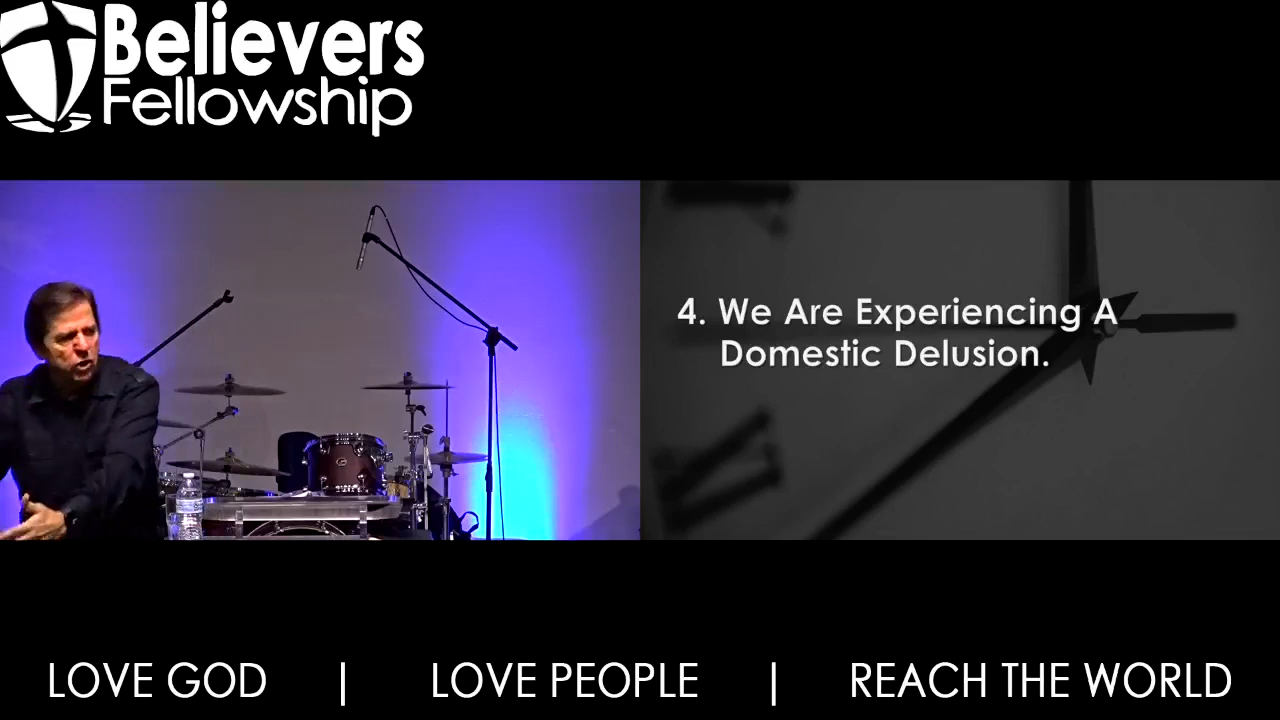 Believers
Fellowship
4. We Are Experiencing A
Domestic Delusion.
LOVE GOD | LOVE PEOPLE | REACH THE WORLD